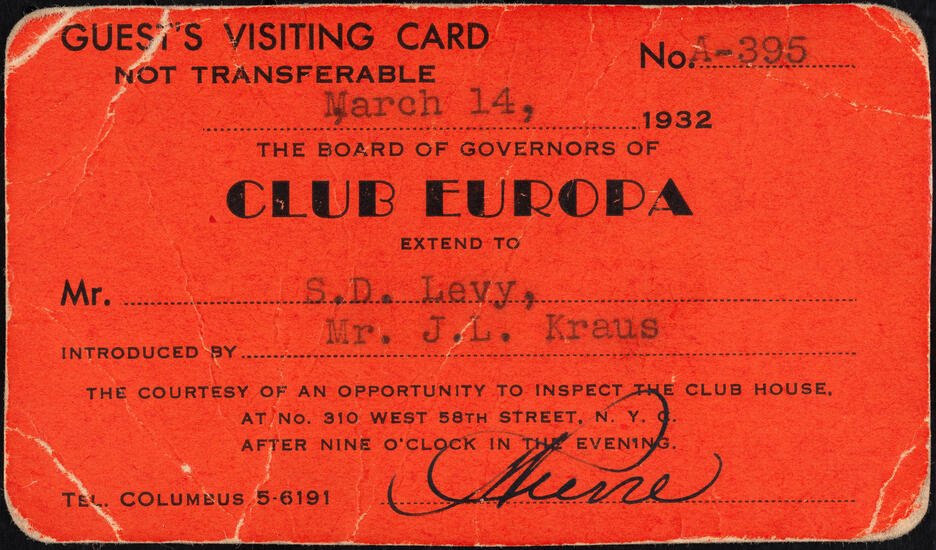 GUEST'S VISITING CARD
NOT TRANSFERABLE
No. A-395
March 14, 1932
THE BOARD OF GOVERNORS OF
CLUB EUROPA
EXTEND TO
Mr. S.D. Levy,
INTRODUCED BY Mr. J.L. Kraus
THE COURTESY OF AN OPPORTUNITY TO INSPECT THE CLUB HOUSE,
AT No. 310 WEST 58TH STREET, N. Y. C.
AFTER NINE O'CLOCK IN THE EVENING.
TEL. COLUMBUS 5-6191